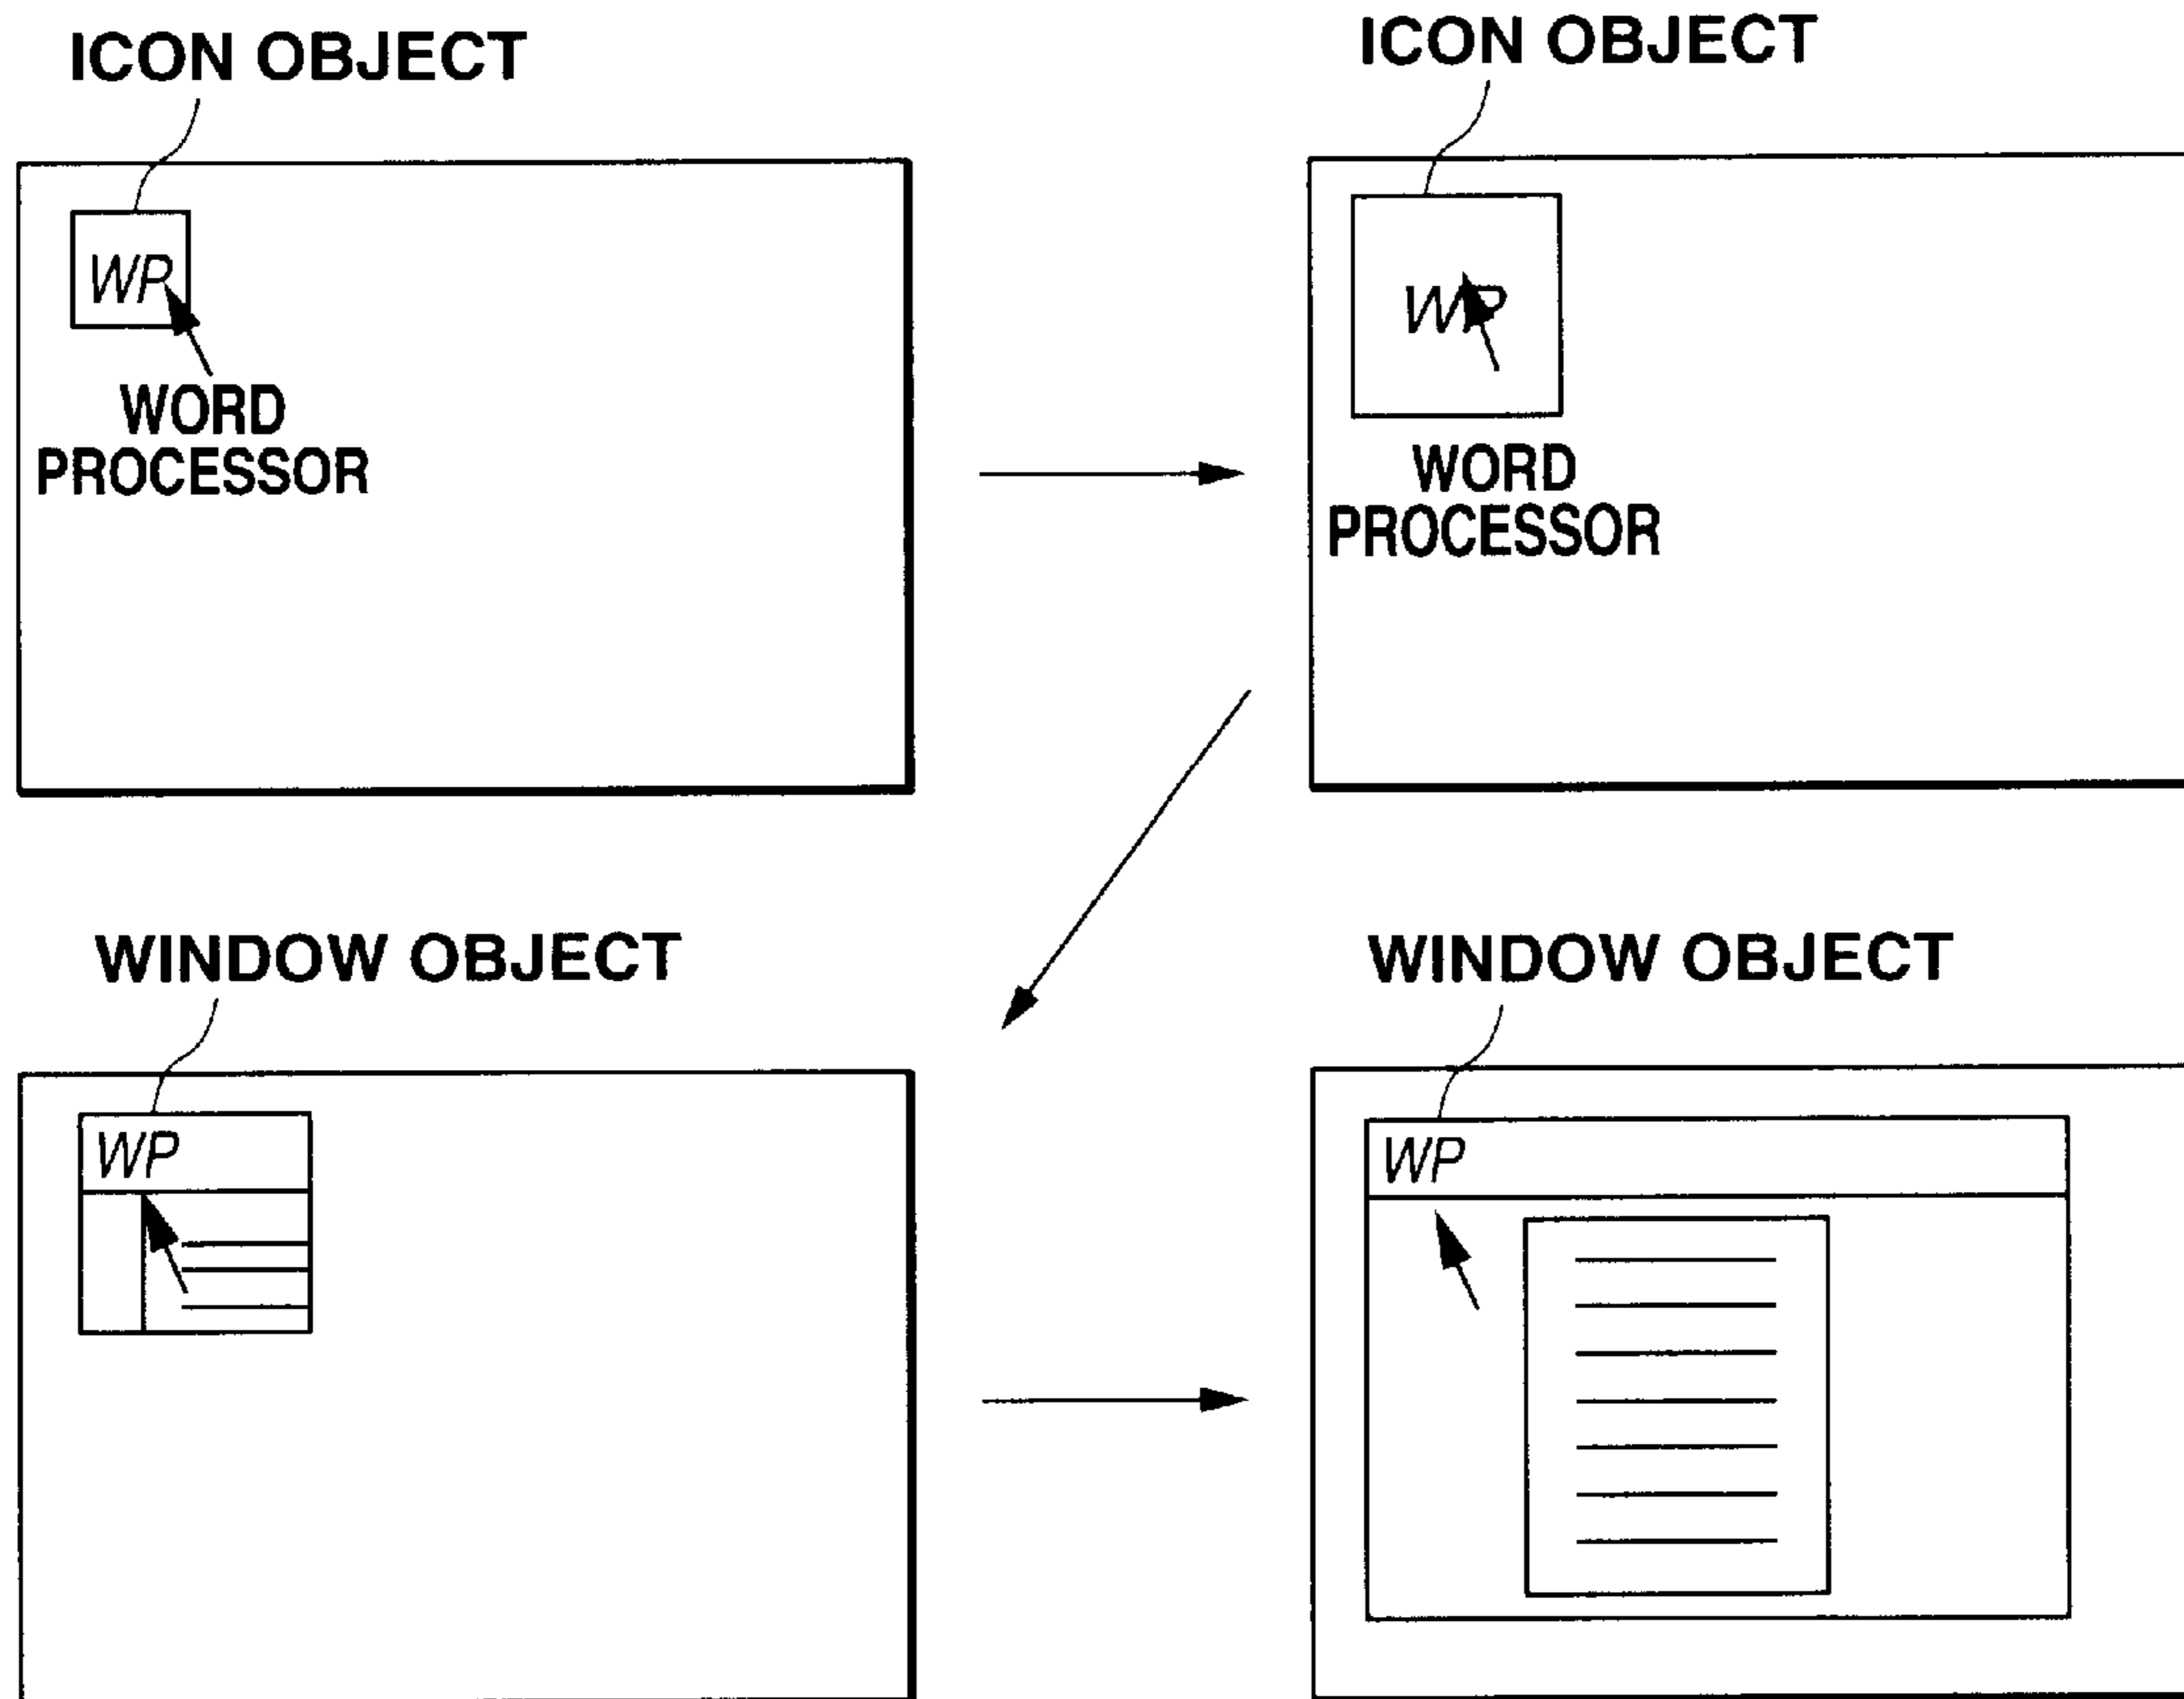 ICON OBJECT
WP
WORD
PROCESSOR
ICON OBJECT
WP
WORD
PROCESSOR
WINDOW OBJECT
WP
WINDOW OBJECT
WP